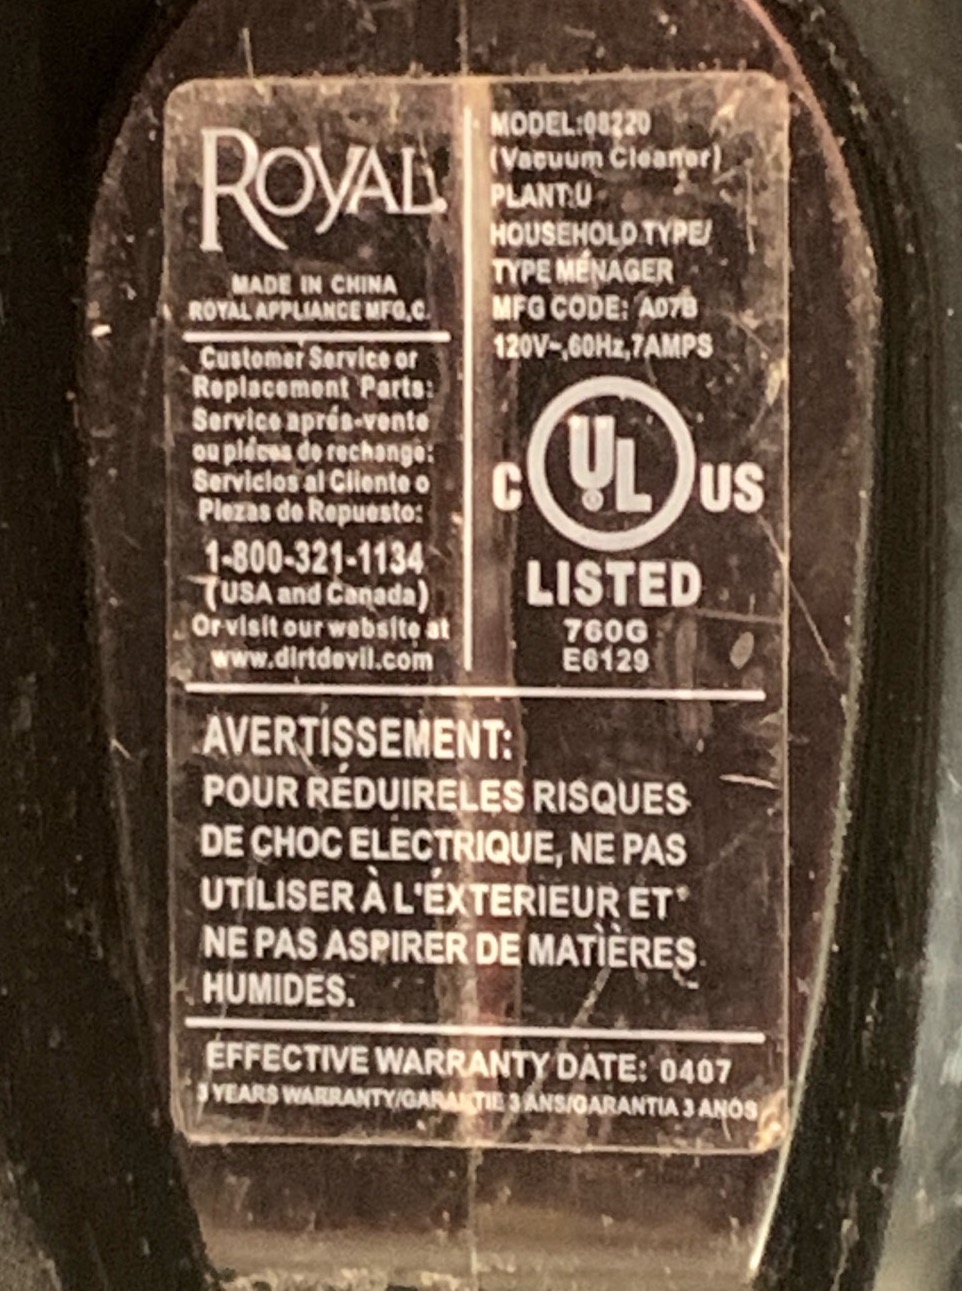 ROYAL
MADE IN CHINA
ROYAL APPLIANCE MFG.C.
Customer Service or
Replacement Parts:
Service aprés-vente
ou piéces de rechange:
Servicios al Cliente o
Piezas de Repuesto:
1-800-321-1134
(USA and Canada)
Or visit our website at
www.dirtdevil.com
MODEL:08220
(Vacuum Cleaner)
PLANT:U
HOUSEHOLD TYPE/
TYPE MÉNAGER
MFG CODE: A07B
120V~,60Hz,7AMPS
C UL ® US
LISTED
760G
E6129
AVERTISSEMENT:
POUR RÉDUIRELES RISQUES
DE CHOC ELECTRIQUE, NE PAS
UTILISER À L'ÉXTERIEUR ET
NE PAS ASPIRER DE MATIÈRES
HUMIDES.
EFFECTIVE WARRANTY DATE: 0407
3 YEARS WARRANTY/GARANTIE 3 ANS/GARANTIA 3 ANOS